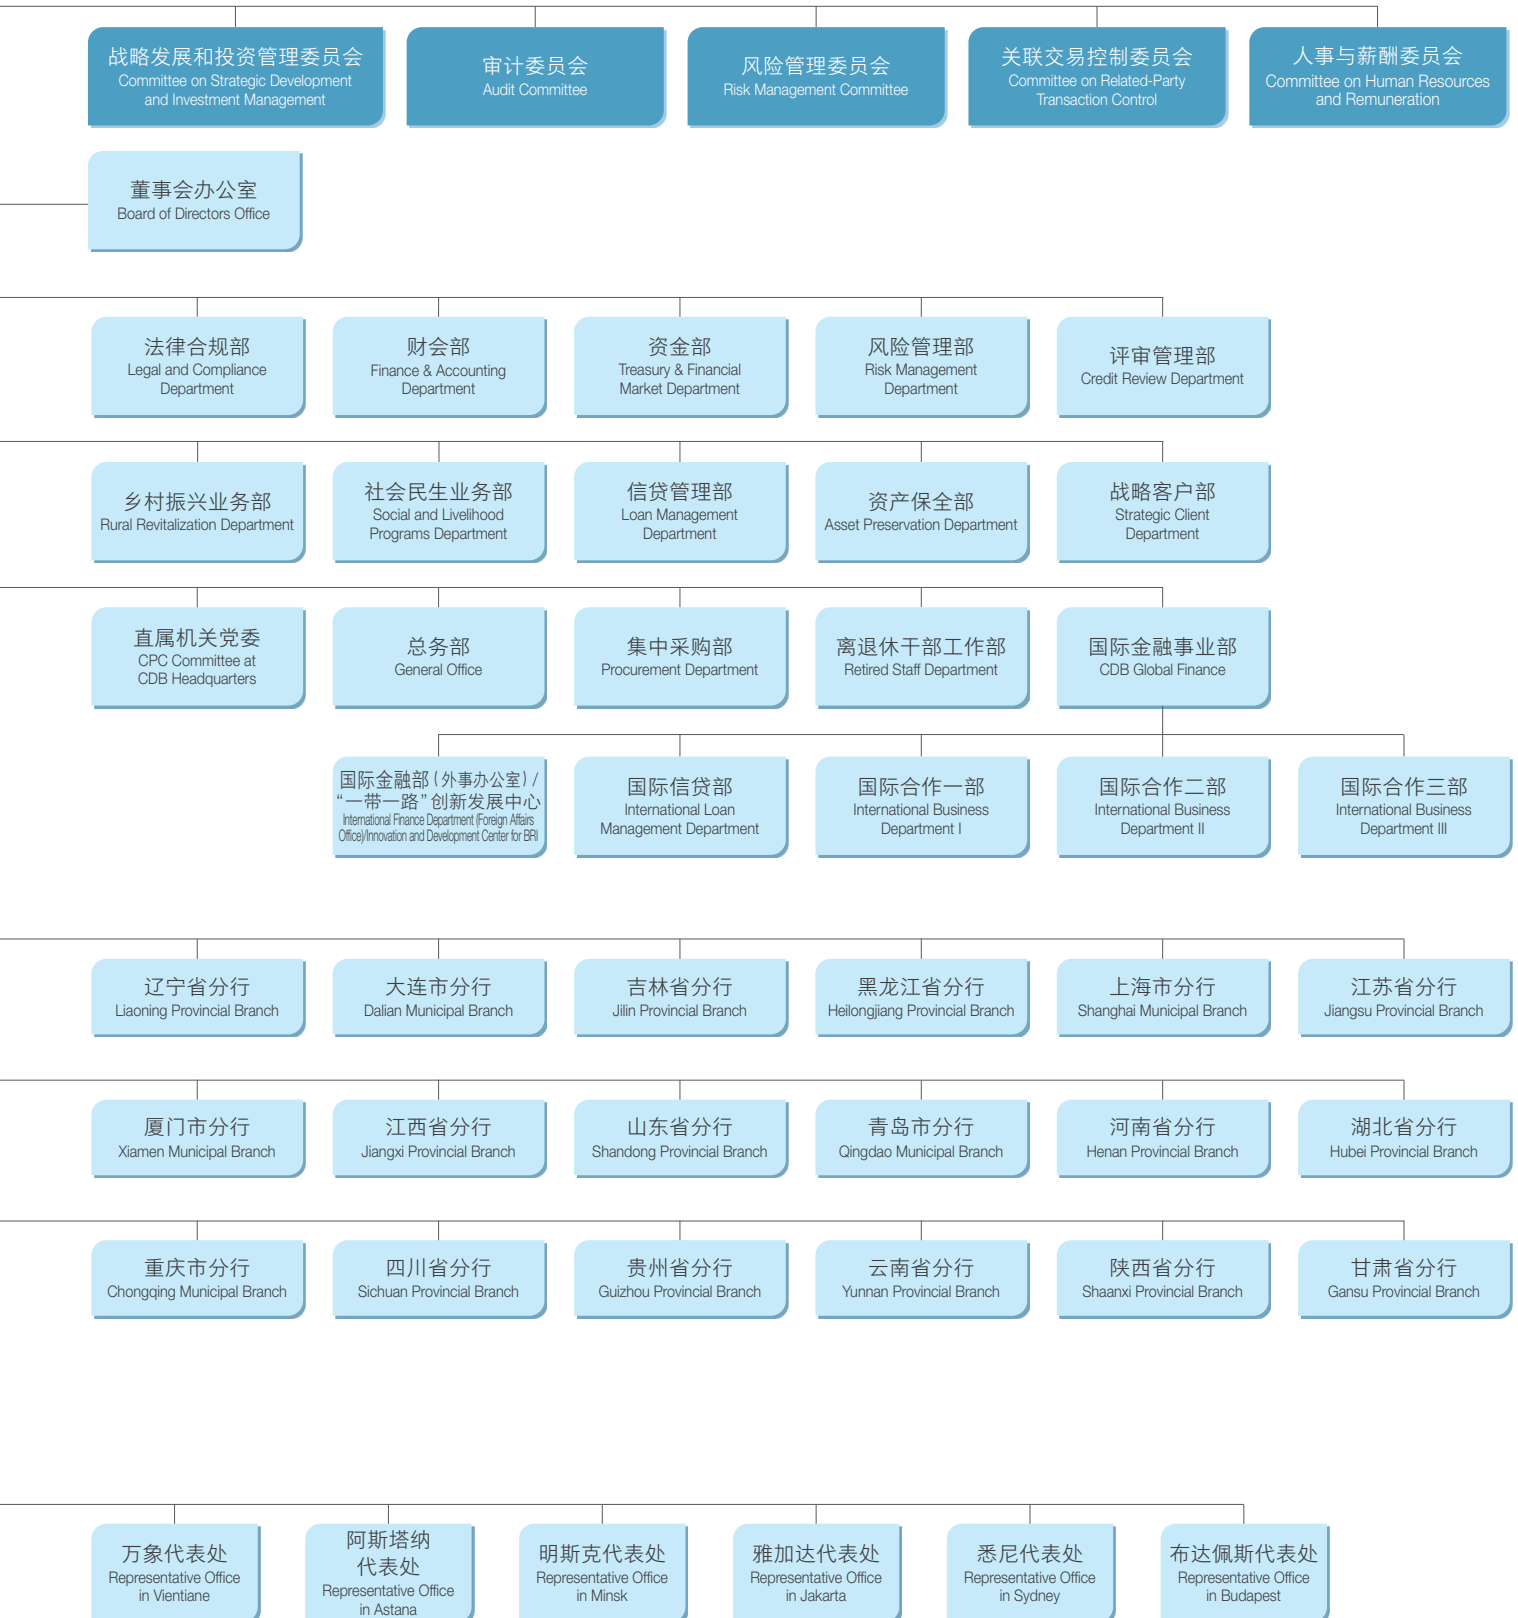 战略发展和投资管理委员会
Committee on Strategic Development
and Investment Management
审计委员会
Audit Committee
风险管理委员会
Risk Management Committee
关联交易控制委员会
Committee on Related-Party
Transaction Control
人事与薪酬委员会
Committee on Human Resources
and Remuneration
董事会办公室
Board of Directors Office
法律合规部
Legal and Compliance
Department
财会部
Finance & Accounting
Department
资金部
Treasury & Financial
Market Department
风险管理部
Risk Management
Department
评审管理部
Credit Review Department
乡村振兴业务部
Rural Revitalization Department
社会民生业务部
Social and Livelihood
Programs Department
信贷管理部
Loan Management
Department
资产保全部
Asset Preservation Department
战略客户部
Strategic Client
Department
直属机关党委
CPC Committee at
CDB Headquarters
总务部
General Office
集中采购部
Procurement Department
离退休干部工作部
Retired Staff Department
国际金融事业部
CDB Global Finance
国际金融部(外事办公室)/
“一带一路”创新发展中心
International Finance Department (Foreign Affairs
Office)/Innovation and Development Center for BRI
国际信贷部
International Loan
Management Department
国际合作一部
International Business
Department I
国际合作二部
International Business
Department II
国际合作三部
International Business
Department III
辽宁省分行
Liaoning Provincial Branch
大连市分行
Dalian Municipal Branch
吉林省分行
Jilin Provincial Branch
黑龙江省分行
Heilongjiang Provincial Branch
上海市分行
Shanghai Municipal Branch
江苏省分行
Jiangsu Provincial Branch
厦门市分行
Xiamen Municipal Branch
江西省分行
Jiangxi Provincial Branch
山东省分行
Shandong Provincial Branch
青岛市分行
Qingdao Municipal Branch
河南省分行
Henan Provincial Branch
湖北省分行
Hubei Provincial Branch
重庆市分行
Chongqing Municipal Branch
四川省分行
Sichuan Provincial Branch
贵州省分行
Guizhou Provincial Branch
云南省分行
Yunnan Provincial Branch
陕西省分行
Shaanxi Provincial Branch
甘肃省分行
Gansu Provincial Branch
万象代表处
Representative Office
in Vientiane
阿斯塔纳
代表处
Representative Office
in Astana
明斯克代表处
Representative Office
in Minsk
雅加达代表处
Representative Office
in Jakarta
悉尼代表处
Representative Office
in Sydney
布达佩斯代表处
Representative Office
in Budapest